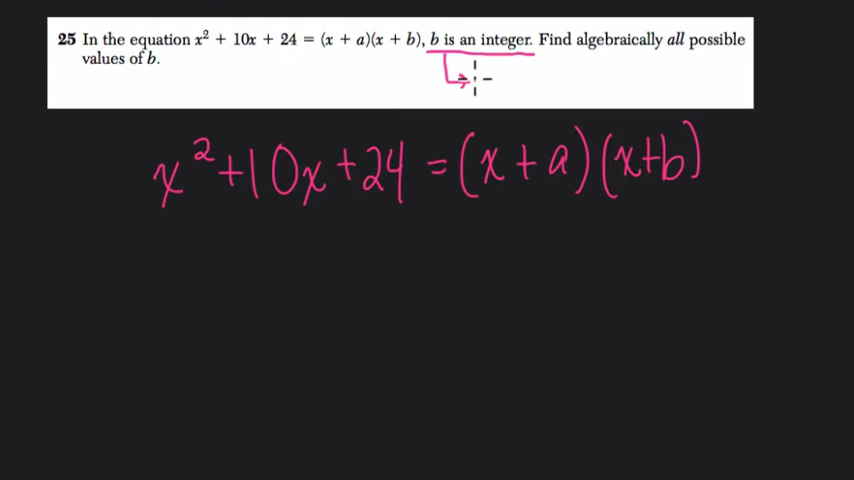 25 In the equation x² + 10x + 24 = (x + a)(x + b), b is an integer. Find algebraically all possible
values of b.
x²+10x+24=(x+a)(x+b)